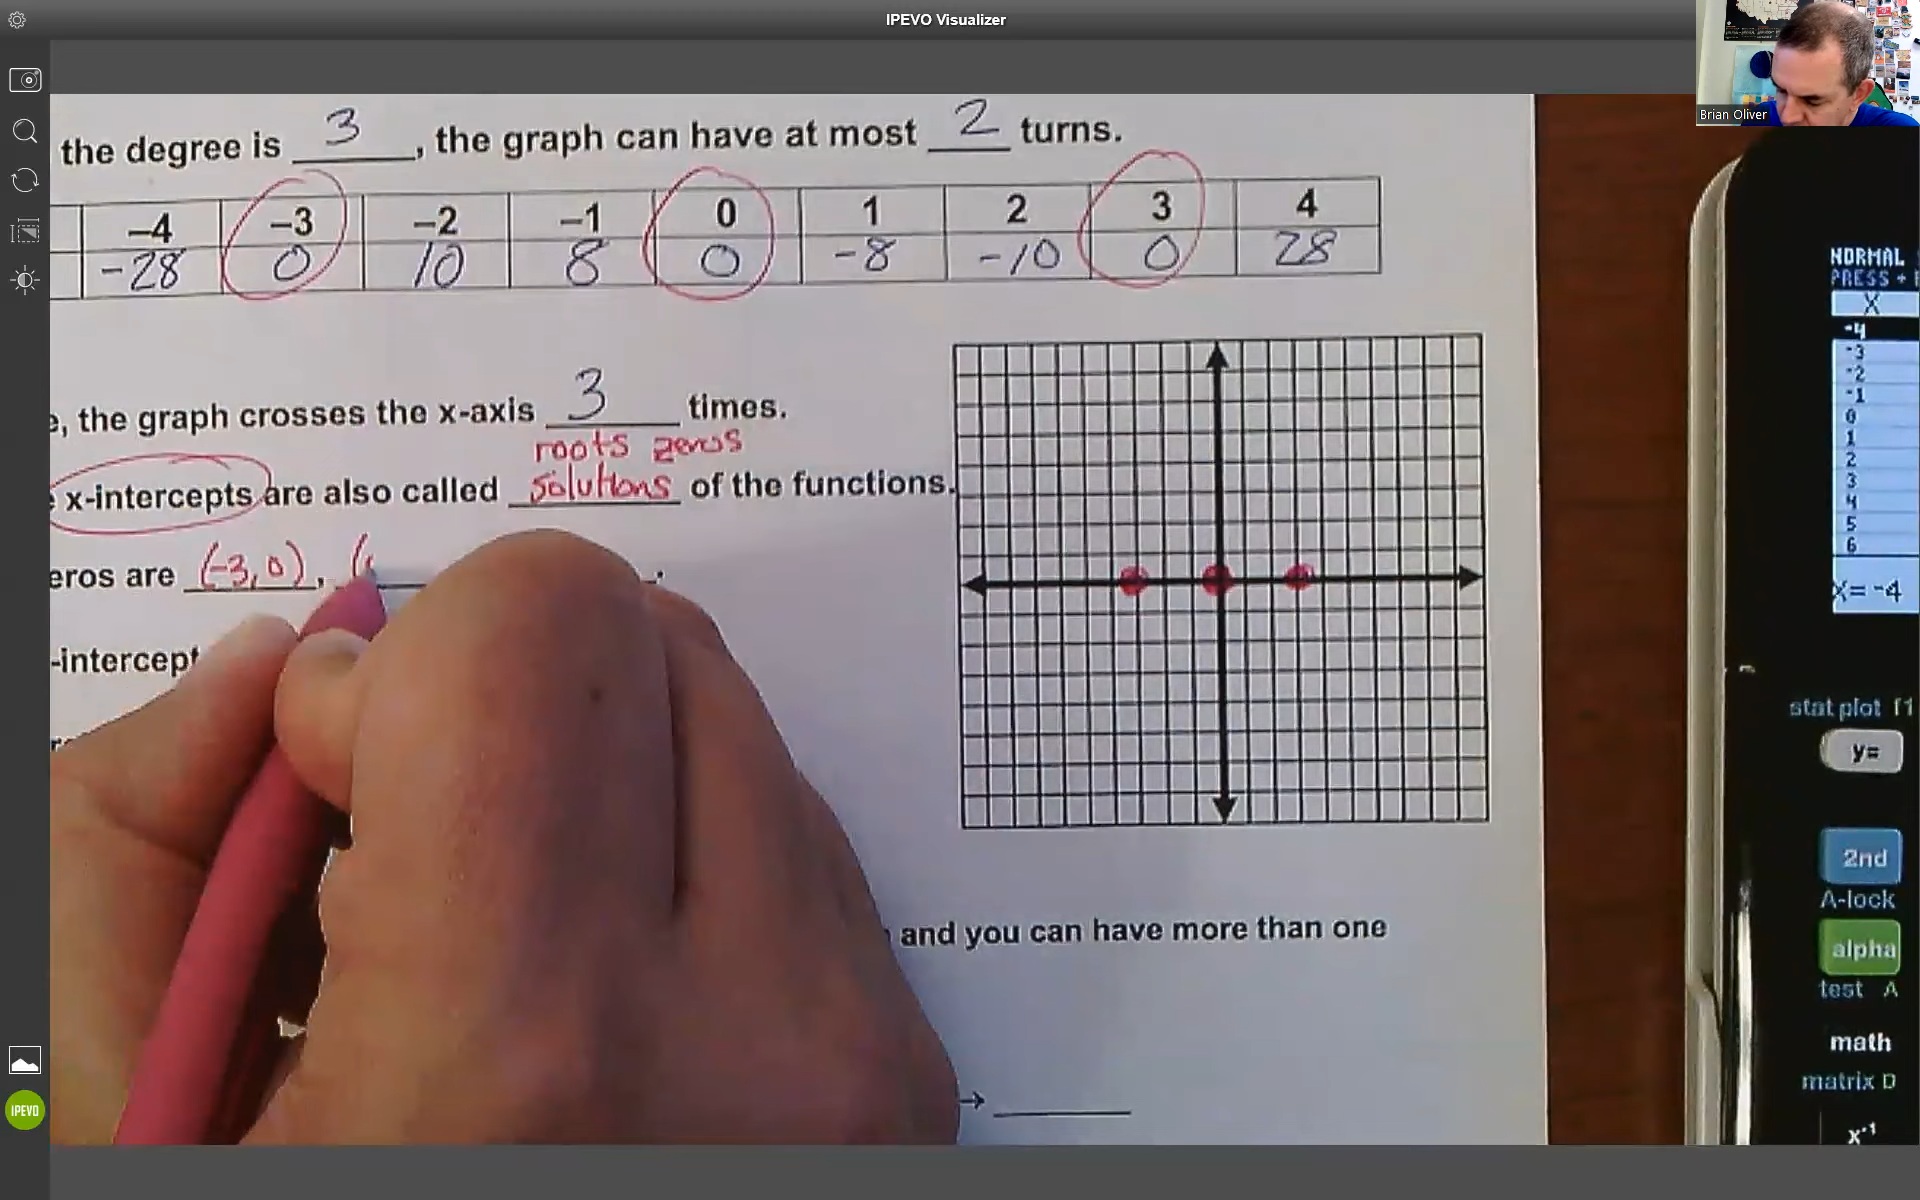 IPEVO Visualizer
Brian Oliver
the degree is 3, the graph can have at most 2 turns.
-4 -3 -2 -1 0 1 2 3 4
-28 0 10 8 0 -8 -10 0 28
, the graph crosses the x-axis 3 times.
roots zeros
x-intercepts are also called solutions of the functions.
eros are (-3,0), (
-intercept
and you can have more than one
→
NORMAL
PRESS +
X
-4
-3
-2
-1
0
1
2
3
4
5
6
X= -4
stat plot f1
y=
2nd
A-lock
alpha
test A
math
matrix D
x-1
IPEVO